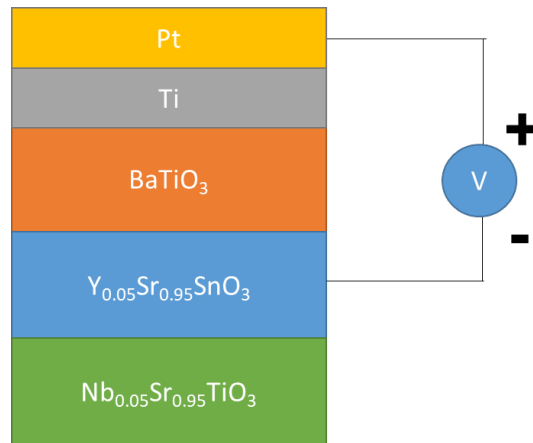 Pt
Ti
BaTiO₃
Y₀.₀₅Sr₀.₉₅SnO₃
Nb₀.₀₅Sr₀.₉₅TiO₃
+
V
-